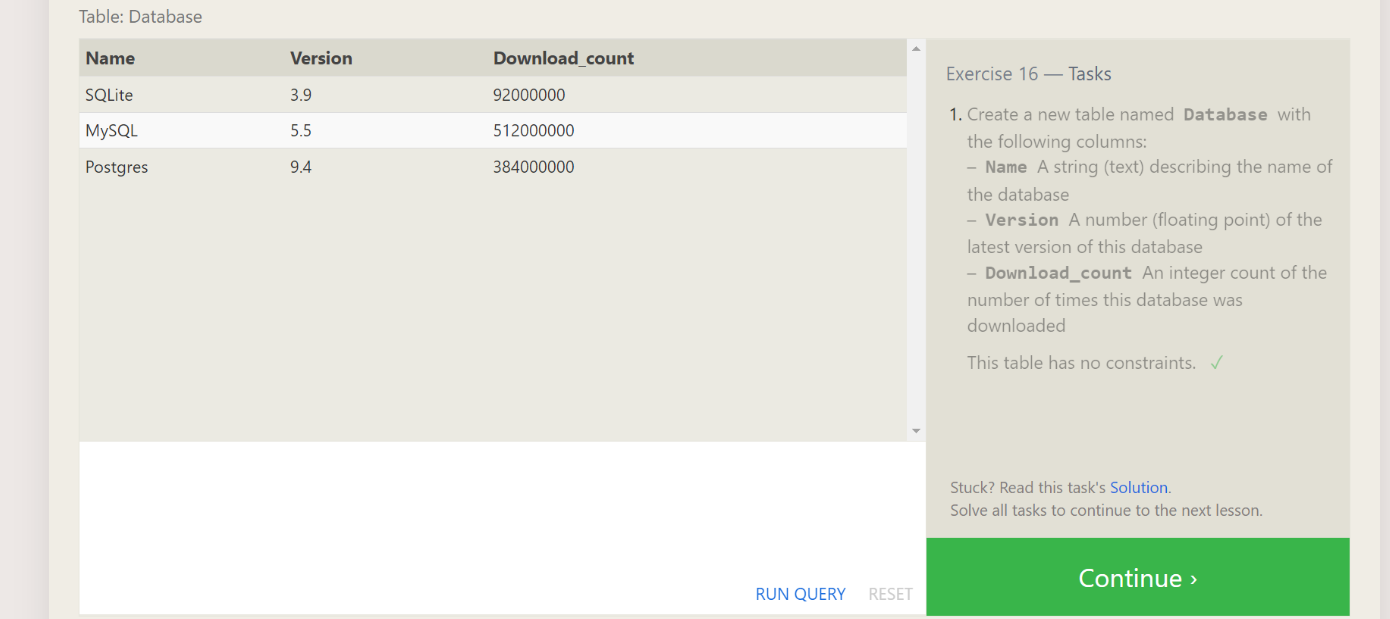 Table: Database
Name Version Download_count
SQLite 3.9 92000000
MySQL 5.5 512000000
Postgres 9.4 384000000
RUN QUERY RESET
Exercise 16 — Tasks
1. Create a new table named Database with
the following columns:
– Name A string (text) describing the name of
the database
– Version A number (floating point) of the
latest version of this database
– Download_count An integer count of the
number of times this database was
downloaded
This table has no constraints. ✓
Stuck? Read this task's Solution.
Solve all tasks to continue to the next lesson.
Continue ›